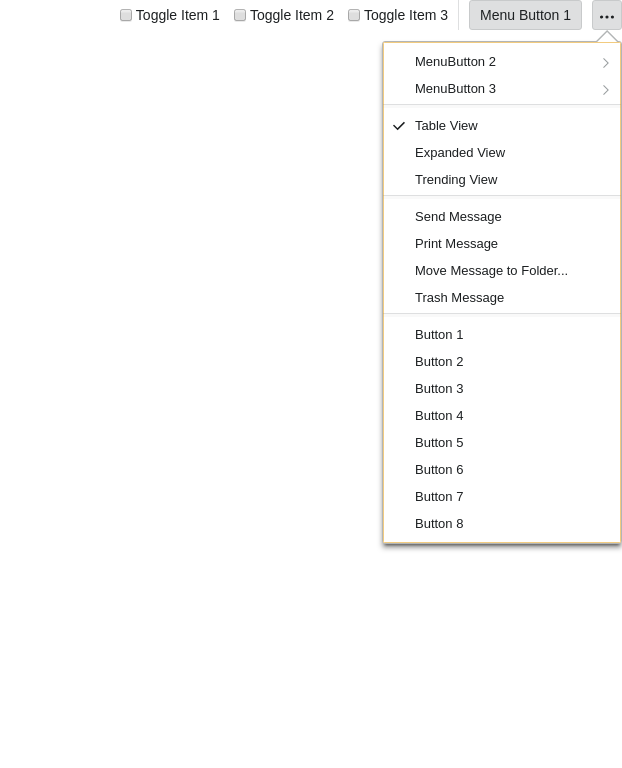 Toggle Item 1 Toggle Item 2 Toggle Item 3 Menu Button 1 ...
MenuButton 2
MenuButton 3
Table View
Expanded View
Trending View
Send Message
Print Message
Move Message to Folder...
Trash Message
Button 1
Button 2
Button 3
Button 4
Button 5
Button 6
Button 7
Button 8